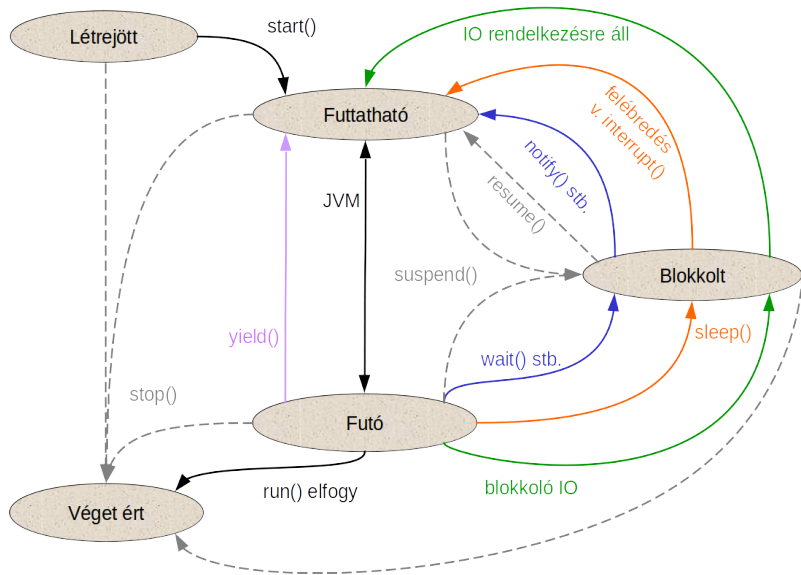 Létrejött
start()
IO rendelkezésre áll
Futtatható
felébredés
v. interrupt()
notify() stb.
resume()
JVM
suspend()
Blokkolt
yield()
sleep()
wait() stb.
stop()
Futó
run() elfogy
blokkoló IO
Véget ért